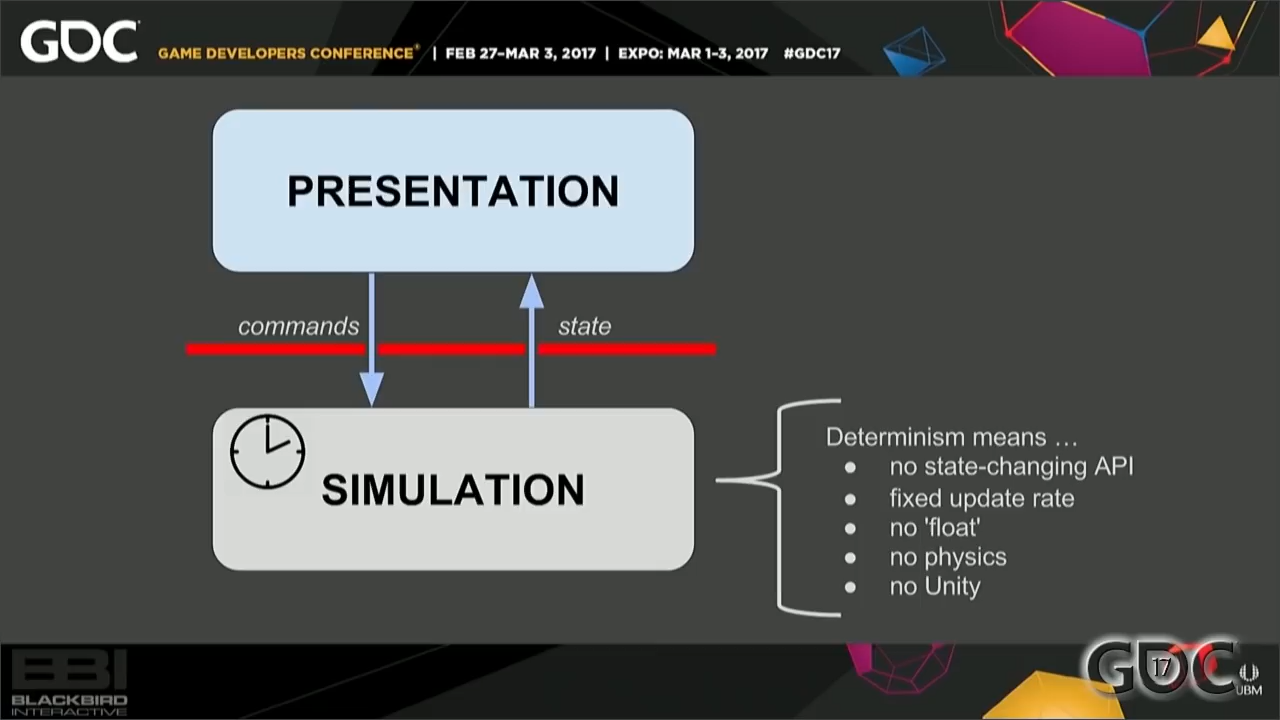 GDC GAME DEVELOPERS CONFERENCE® | FEB 27–MAR 3, 2017 | EXPO: MAR 1–3, 2017 #GDC17
PRESENTATION
commands
state
SIMULATION
Determinism means …
● no state-changing API
● fixed update rate
● no 'float'
● no physics
● no Unity
BBI
BLACKBIRD
INTERACTIVE
GDC 17
UBM